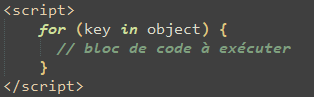 <script>
for (key in object) {
// bloc de code à exécuter
}
</script>